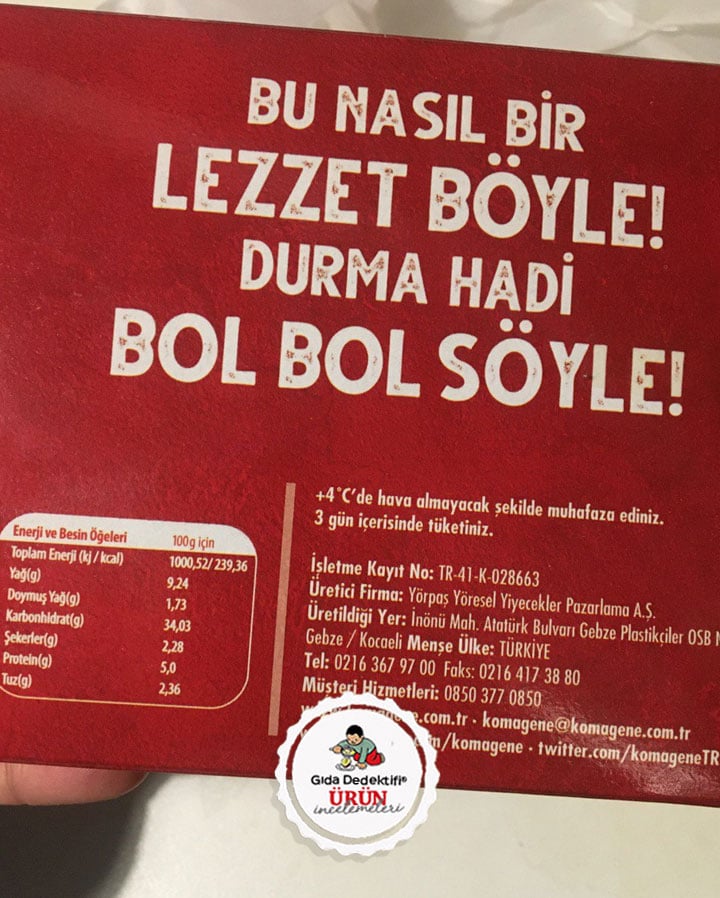 BU NASIL BİR
LEZZET BÖYLE!
DURMA HADİ
BOL BOL SÖYLE!
+4°C'de hava almayacak şekilde muhafaza ediniz.
3 gün içerisinde tüketiniz.
Enerji ve Besin Öğeleri 100g için
Toplam Enerji (kj / kcal) 1000,52/ 239,36
Yağ(g) 9,24
Doymuş Yağ(g) 1,73
Karbonhidrat(g) 34,03
Şekerler(g) 2,28
Protein(g) 5,0
Tuz(g) 2,36
İşletme Kayıt No: TR-41-K-028663
Üretici Firma: Yörpaş Yöresel Yiyecekler Pazarlama A.Ş.
Üretildiği Yer: İnönü Mah. Atatürk Bulvarı Gebze Plastikçiler OSB
Gebze / Kocaeli Menşe Ülke: TÜRKİYE
Tel: 0216 367 97 00 Faks: 0216 417 38 80
Müşteri Hizmetleri: 0850 377 0850
.com.tr · komagene@komagene.com.tr
/komagene · twitter.com/komageneTR
Gıda Dedektifi®
ÜRÜN
incelemeleri